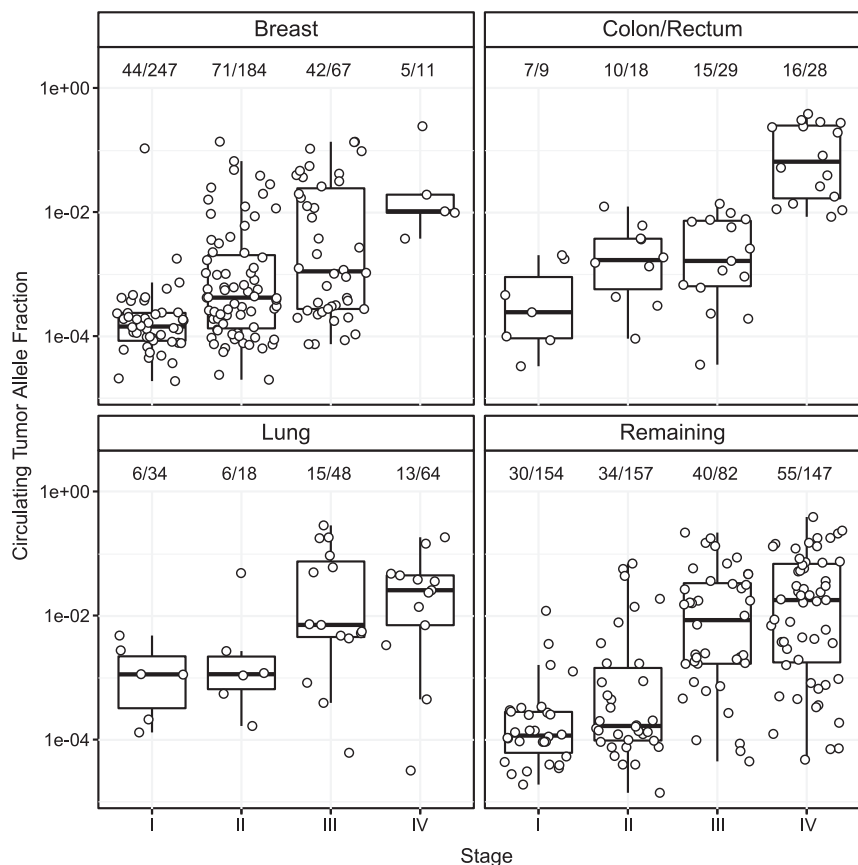 Breast
Colon/Rectum
44/247 71/184 42/67 5/11
7/9 10/18 15/29 16/28
1e+00
1e-02
1e-04
Circulating Tumor Allele Fraction
Lung
Remaining
6/34 6/18 15/48 13/64
30/154 34/157 40/82 55/147
1e+00
1e-02
1e-04
I II III IV
I II III IV
Stage